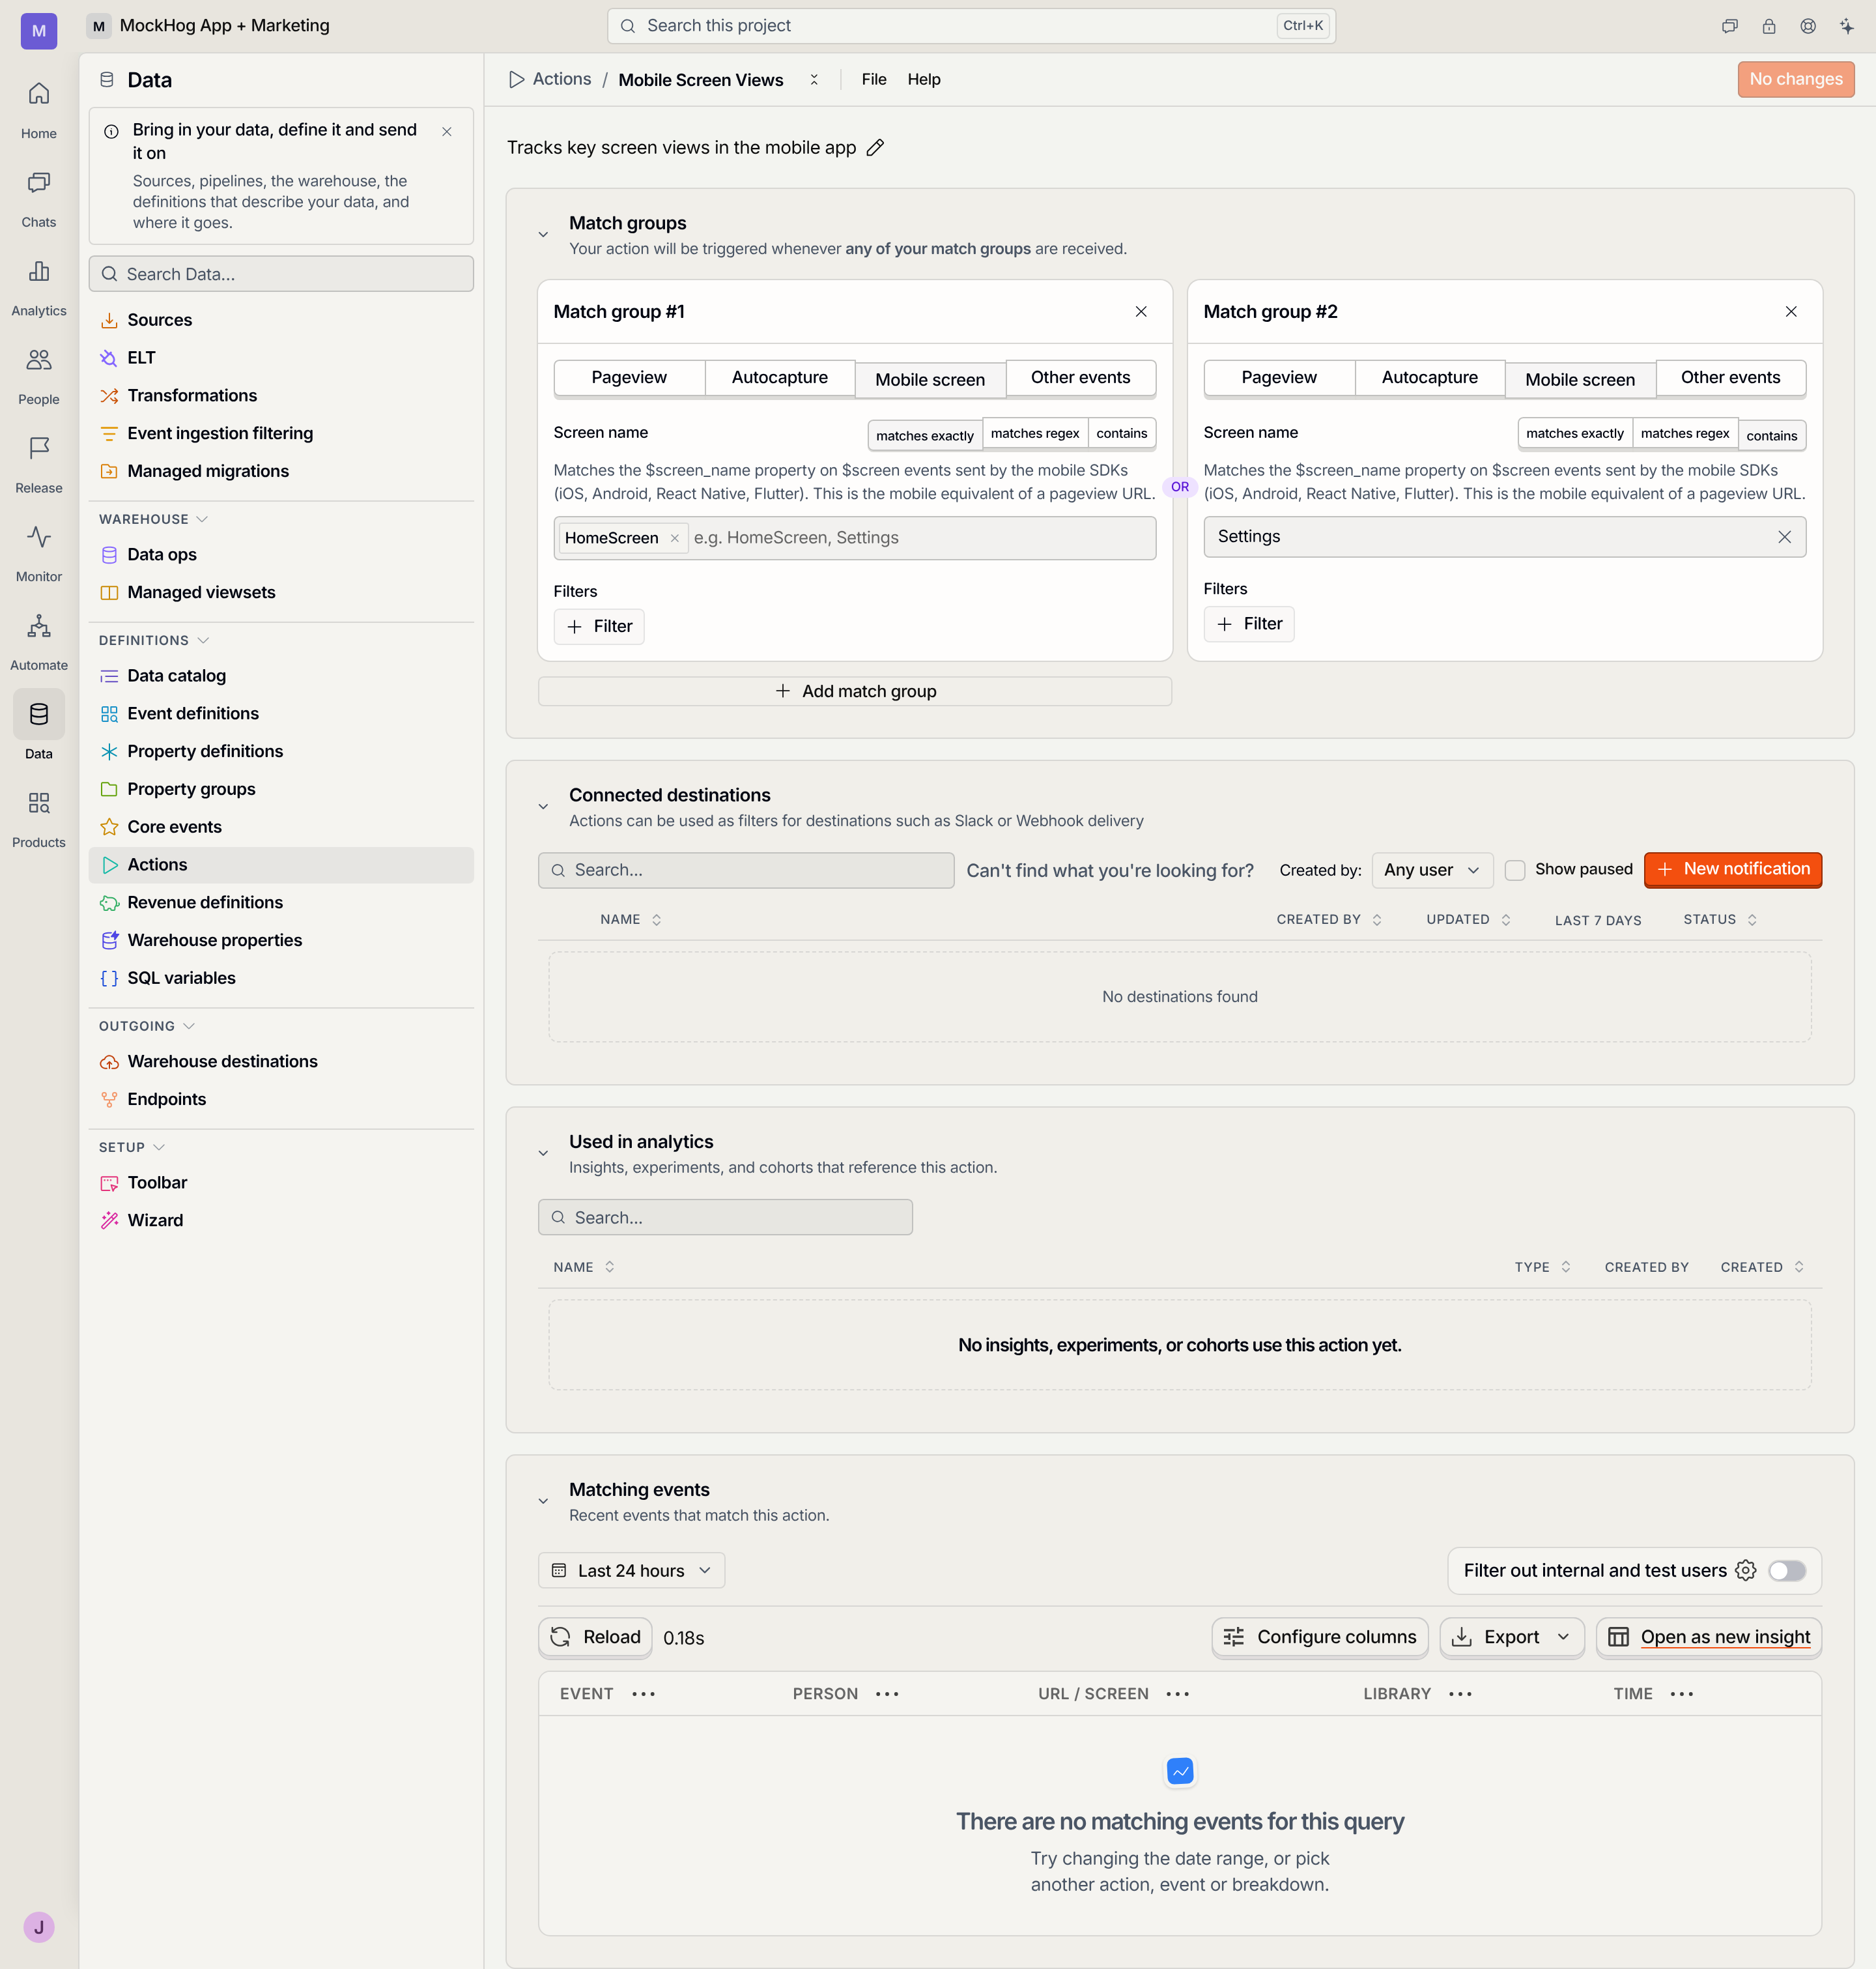 M
M MockHog App + Marketing
Search this project
Ctrl+K
Home
Chats
Analytics
People
Release
Monitor
Automate
Data
Products
J
Data
Bring in your data, define it and send
it on
Sources, pipelines, the warehouse, the
definitions that describe your data, and
where it goes.
Search Data...
Sources
ELT
Transformations
Event ingestion filtering
Managed migrations
WAREHOUSE
Data ops
Managed viewsets
DEFINITIONS
Data catalog
Event definitions
Property definitions
Property groups
Core events
Actions
Revenue definitions
Warehouse properties
SQL variables
OUTGOING
Warehouse destinations
Endpoints
SETUP
Toolbar
Wizard
Actions / Mobile Screen Views
File
Help
No changes
Tracks key screen views in the mobile app
Match groups
Your action will be triggered whenever any of your match groups are received.
Match group #1
Pageview
Autocapture
Mobile screen
Other events
Screen name
matches exactly
matches regex
contains
Matches the $screen_name property on $screen events sent by the mobile SDKs
(iOS, Android, React Native, Flutter). This is the mobile equivalent of a pageview URL.
HomeScreen
e.g. HomeScreen, Settings
Filters
Filter
OR
Match group #2
Pageview
Autocapture
Mobile screen
Other events
Screen name
matches exactly
matches regex
contains
Matches the $screen_name property on $screen events sent by the mobile SDKs
(iOS, Android, React Native, Flutter). This is the mobile equivalent of a pageview URL.
Settings
Filters
Filter
Add match group
Connected destinations
Actions can be used as filters for destinations such as Slack or Webhook delivery
Search...
Can't find what you're looking for?
Created by:
Any user
Show paused
New notification
NAME
CREATED BY
UPDATED
LAST 7 DAYS
STATUS
No destinations found
Used in analytics
Insights, experiments, and cohorts that reference this action.
Search...
NAME
TYPE
CREATED BY
CREATED
No insights, experiments, or cohorts use this action yet.
Matching events
Recent events that match this action.
Last 24 hours
Filter out internal and test users
Reload
0.18s
Configure columns
Export
Open as new insight
EVENT
PERSON
URL / SCREEN
LIBRARY
TIME
There are no matching events for this query
Try changing the date range, or pick
another action, event or breakdown.